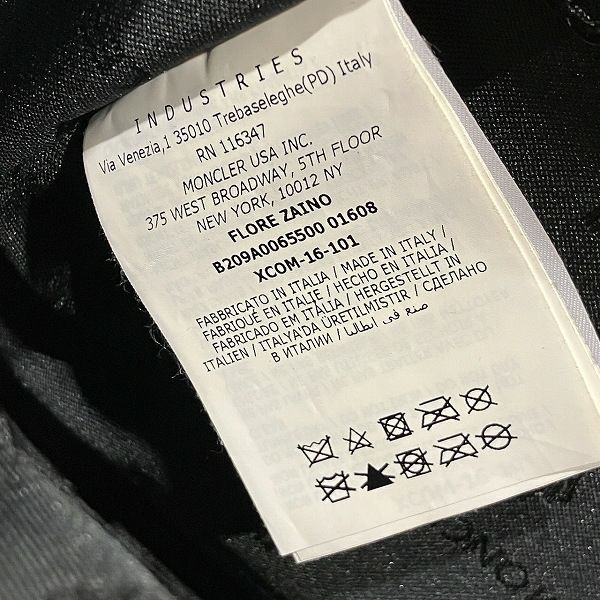 INDUSTRIES
Via Venezia,1 35010 Trebaseleghe(PD) Italy
RN 116347
MONCLER USA INC.
375 WEST BROADWAY, 5TH FLOOR
NEW YORK, 10012 NY
FLORE ZAINO
B209A0065500 01608
XCOM-16-101
FABBRICATO IN ITALIA / MADE IN ITALY /
FABRIQUÉ EN ITALIE / HECHO EN ITALIA /
FABRICADO EM ITÁLIA / HERGESTELLT IN
ITALIEN / ITALYA'DA ÜRETILMISTIR / СДЕЛАНО
В ИТАЛИИ / صنع في ايطاليا